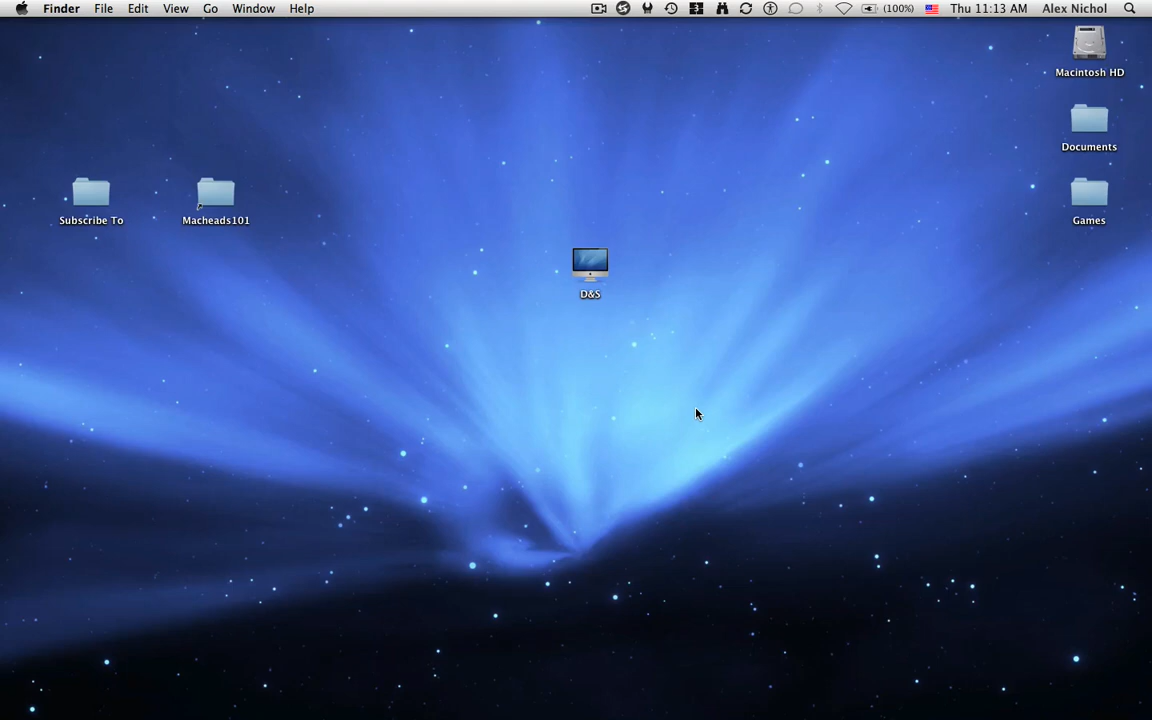 Finder File Edit View Go Window Help (100%) Thu 11:13 AM Alex Nichol
Macintosh HD
Documents
Subscribe To Macheads101 Games
D&S